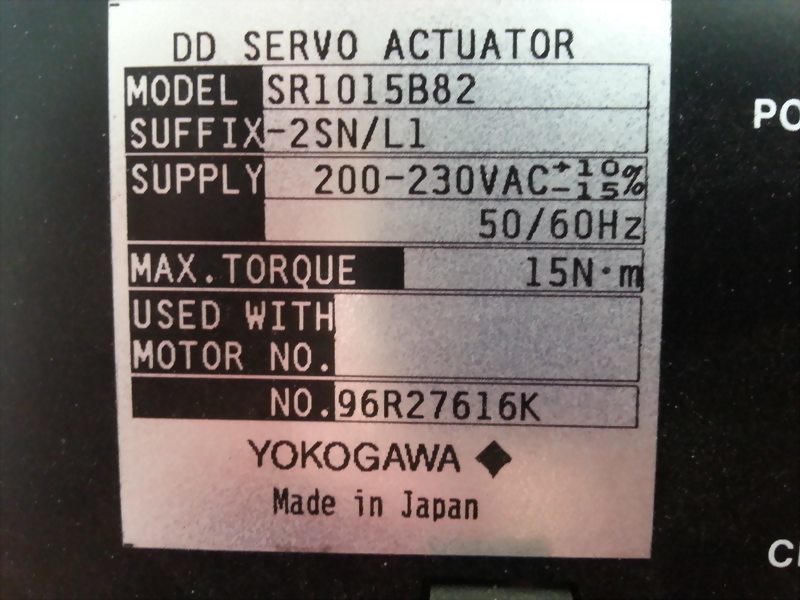 DD SERVO ACTUATOR
MODEL SR1015B82
SUFFIX -2SN/L1
SUPPLY 200-230VAC +10 -15 %
50/60Hz
MAX.TORQUE 15N·m
USED WITH
MOTOR NO.
NO. 96R27616K
YOKOGAWA
Made in Japan